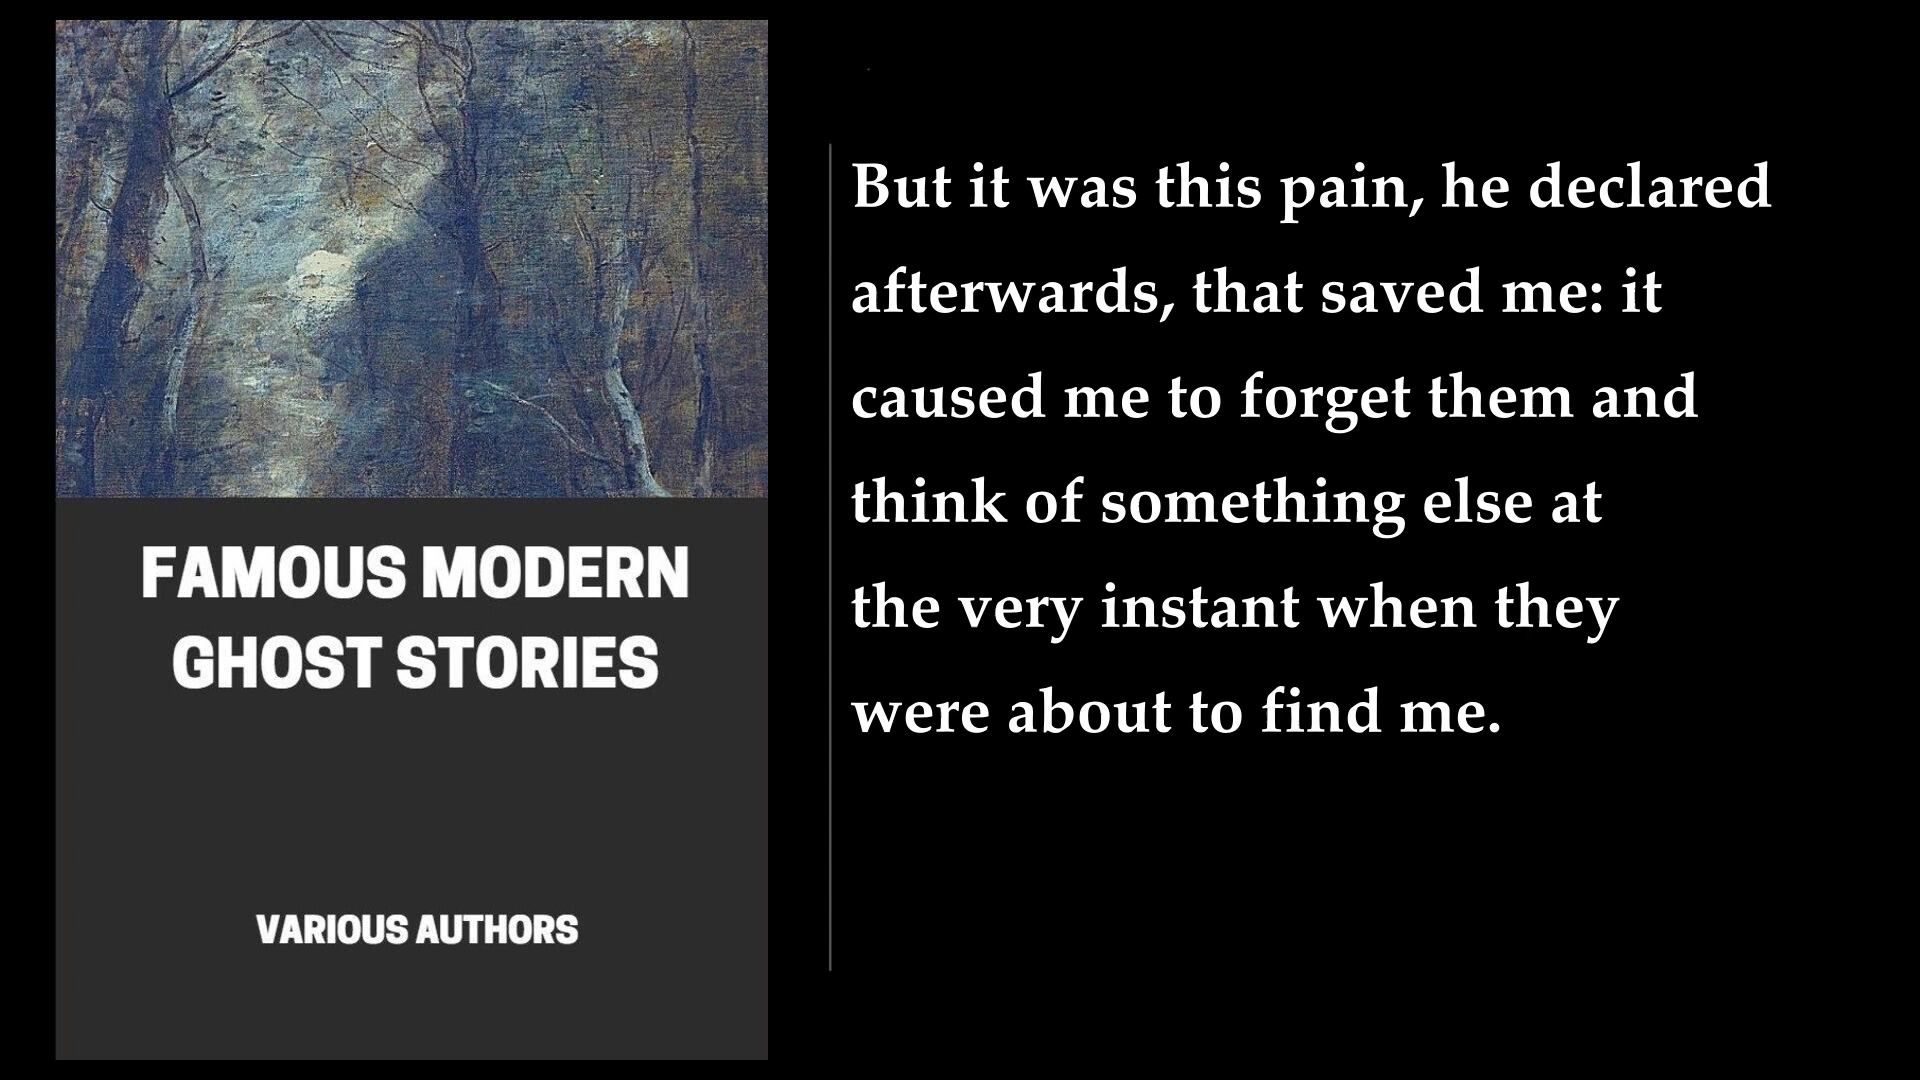 FAMOUS MODERN
GHOST STORIES
VARIOUS AUTHORS
But it was this pain, he declared
afterwards, that saved me: it
caused me to forget them and
think of something else at
the very instant when they
were about to find me.